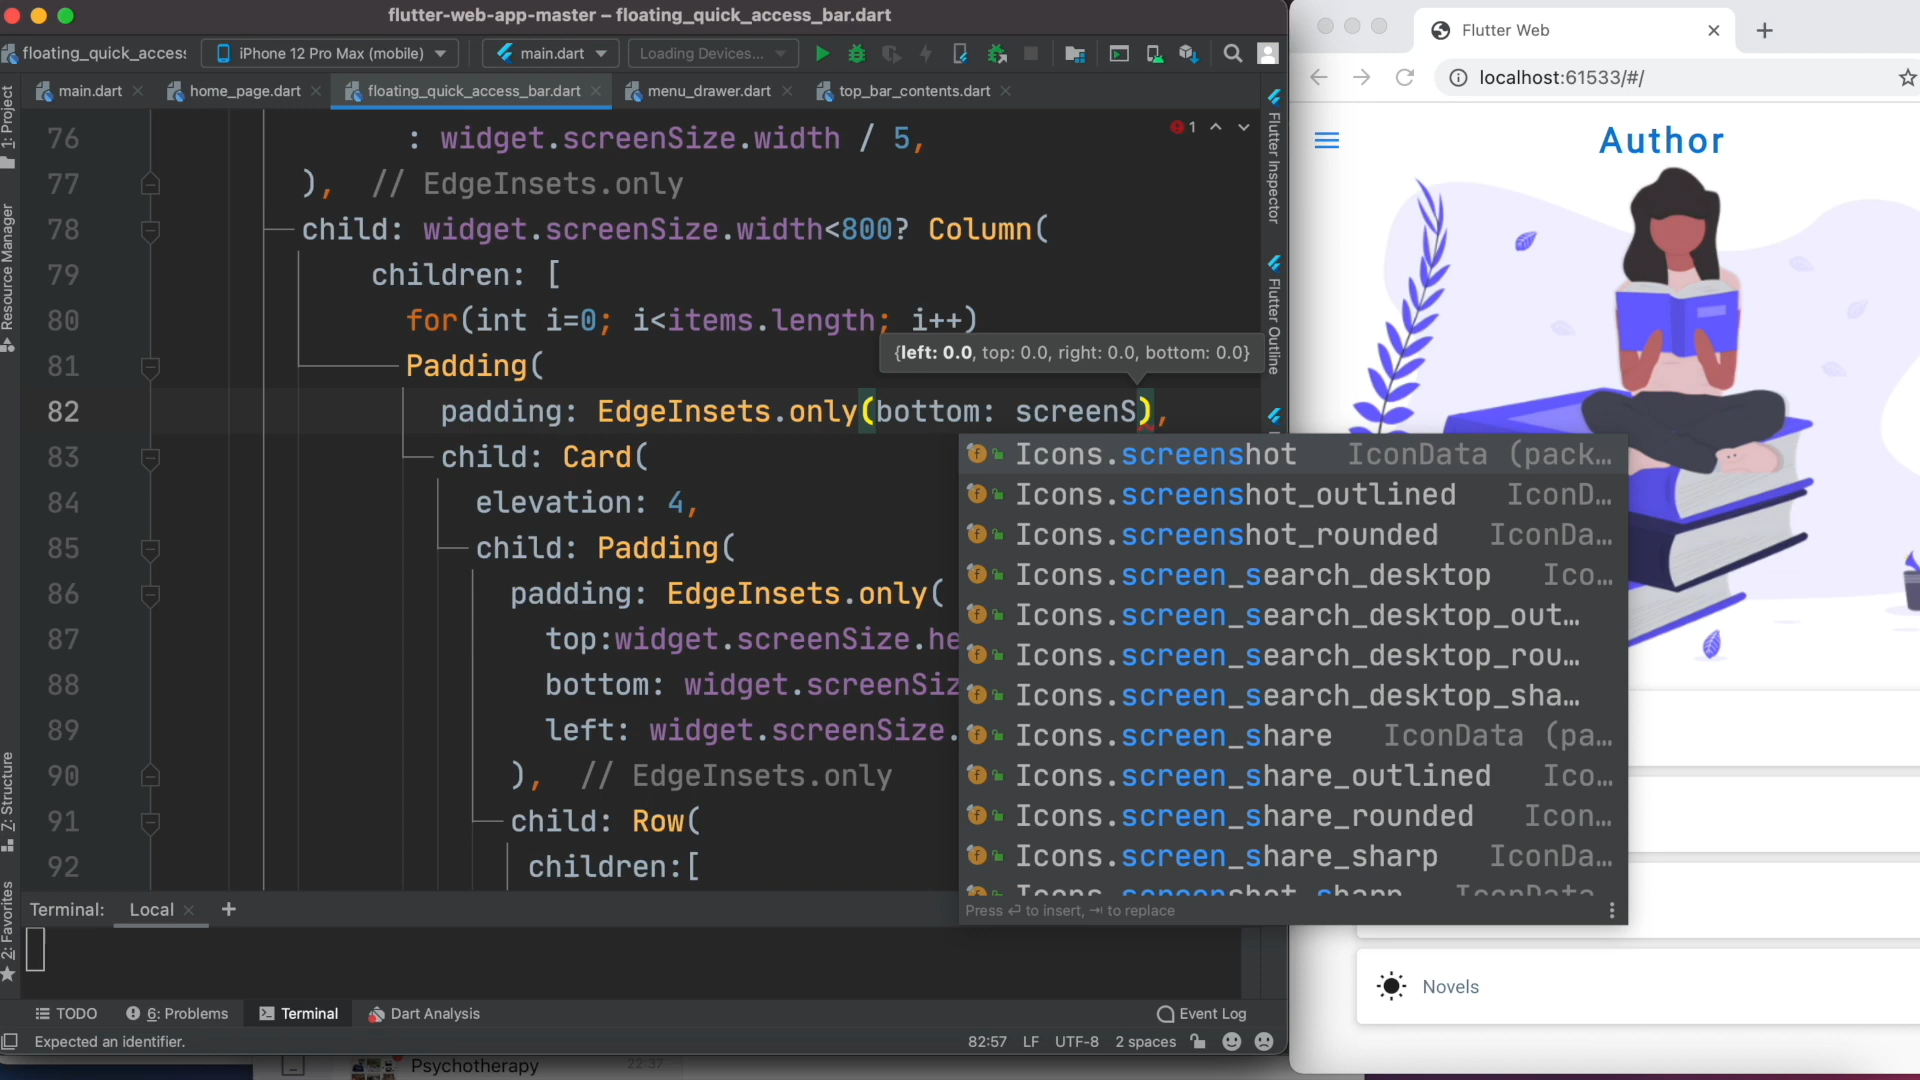 flutter-web-app-master – floating_quick_access_bar.dart
floating_quick_access
iPhone 12 Pro Max (mobile)
main.dart
Loading Devices...
main.dart
home_page.dart
floating_quick_access_bar.dart
menu_drawer.dart
top_bar_contents.dart
1: Project
Resource Manager
Z: Structure
2: Favorites
76 : widget.screenSize.width / 5,
77 ), // EdgeInsets.only
78 child: widget.screenSize.width<800? Column(
79 children: [
80 for(int i=0; i<items.length; i++)
81 Padding(
82 padding: EdgeInsets.only(bottom: screenS),
83 child: Card(
84 elevation: 4,
85 child: Padding(
86 padding: EdgeInsets.only(
87 top:widget.screenSize.he
88 bottom: widget.screenSiz
89 left: widget.screenSize.
90 ), // EdgeInsets.only
91 child: Row(
92 children:[
1
{left: 0.0, top: 0.0, right: 0.0, bottom: 0.0}
Icons.screenshot IconData (pack...
Icons.screenshot_outlined IconD...
Icons.screenshot_rounded IconDa...
Icons.screen_search_desktop Ico...
Icons.screen_search_desktop_out...
Icons.screen_search_desktop_rou...
Icons.screen_search_desktop_sha...
Icons.screen_share IconData (pa...
Icons.screen_share_outlined Ico...
Icons.screen_share_rounded Icon...
Icons.screen_share_sharp IconDa...
Icons.screenshot_sharp IconData
Press ⏎ to insert, ⇥ to replace
Flutter Inspector
Flutter Outline
Terminal:
Local
+
TODO
6: Problems
Terminal
Dart Analysis
Event Log
Expected an identifier.
82:57
LF
UTF-8
2 spaces
Psychotherapy
22:37
Flutter Web
localhost:61533/#/
Author
Novels